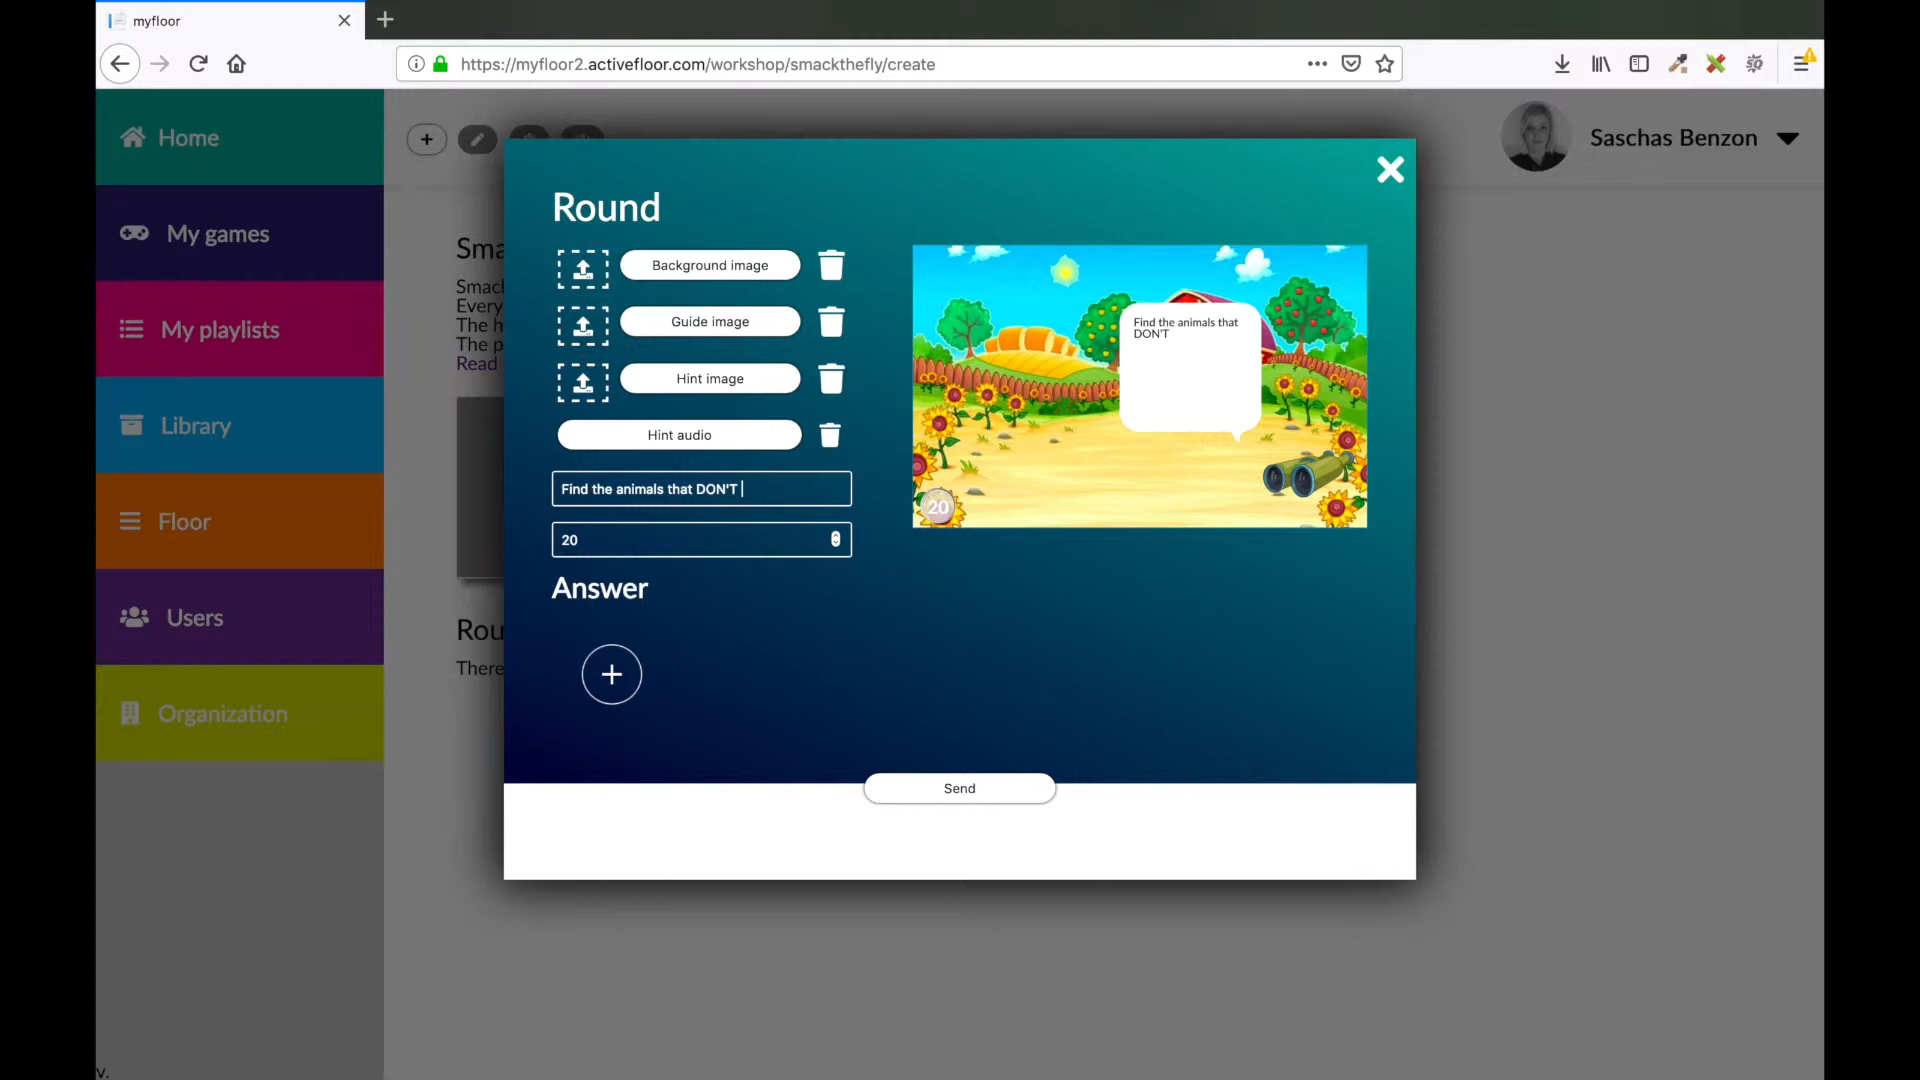 myfloor
https://myfloor2.activefloor.com/workshop/smackthefly/create
Home
My games
My playlists
Library
Floor
Users
Organization
Saschas Benzon
Sma
Smac
Every
The h
The p
Read
Rou
There
Round
Background image
Guide image
Hint image
Hint audio
Find the animals that DON'T
20
Answer
Send
Find the animals that
DON'T
20
v.